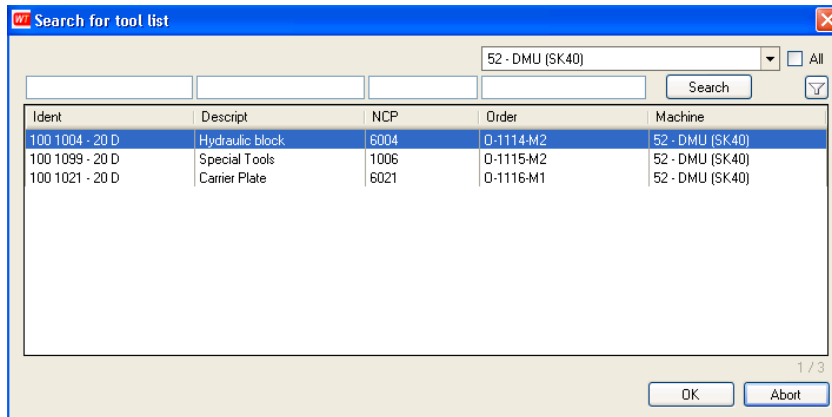 WT Search for tool list
52 - DMU (SK40) All
Search
Ident Descript NCP Order Machine
100 1004 - 20 D Hydraulic block 6004 O-1114-M2 52 - DMU (SK40)
100 1099 - 20 D Special Tools 1006 O-1115-M2 52 - DMU (SK40)
100 1021 - 20 D Carrier Plate 6021 O-1116-M1 52 - DMU (SK40)
1 / 3
OK Abort